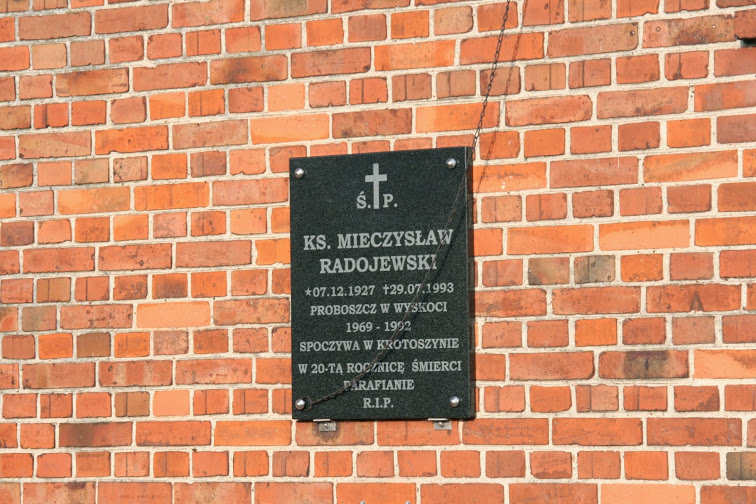 Ś. P.
KS. MIECZYSŁAW
RADOJEWSKI
*07.12.1927 †29.07.1993
PROBOSZCZ W WYSKOCI
1969 - 1992
SPOCZYWA W KROTOSZYNIE
W 20-TĄ ROCZNICĘ ŚMIERCI
PARAFIANIE
R.I.P.